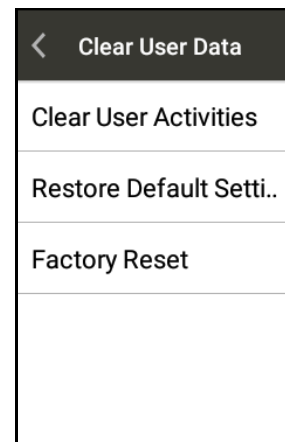 Clear User Data
Clear User Activities
Restore Default Setti..
Factory Reset